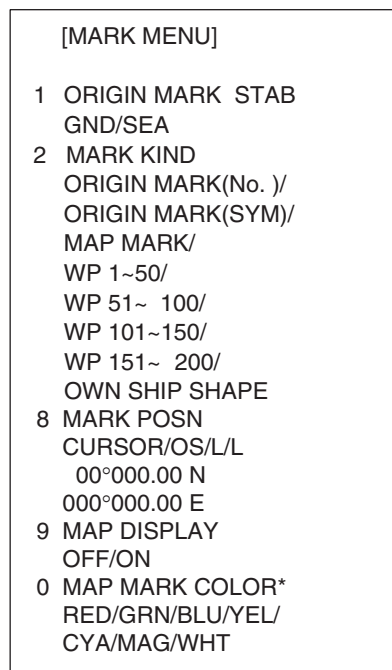 [MARK MENU]
1 ORIGIN MARK STAB
GND/SEA
2 MARK KIND
ORIGIN MARK(No. )/
ORIGIN MARK(SYM)/
MAP MARK/
WP 1~50/
WP 51~ 100/
WP 101~150/
WP 151~ 200/
OWN SHIP SHAPE
8 MARK POSN
CURSOR/OS/L/L
00°000.00 N
000°000.00 E
9 MAP DISPLAY
OFF/ON
0 MAP MARK COLOR*
RED/GRN/BLU/YEL/
CYA/MAG/WHT